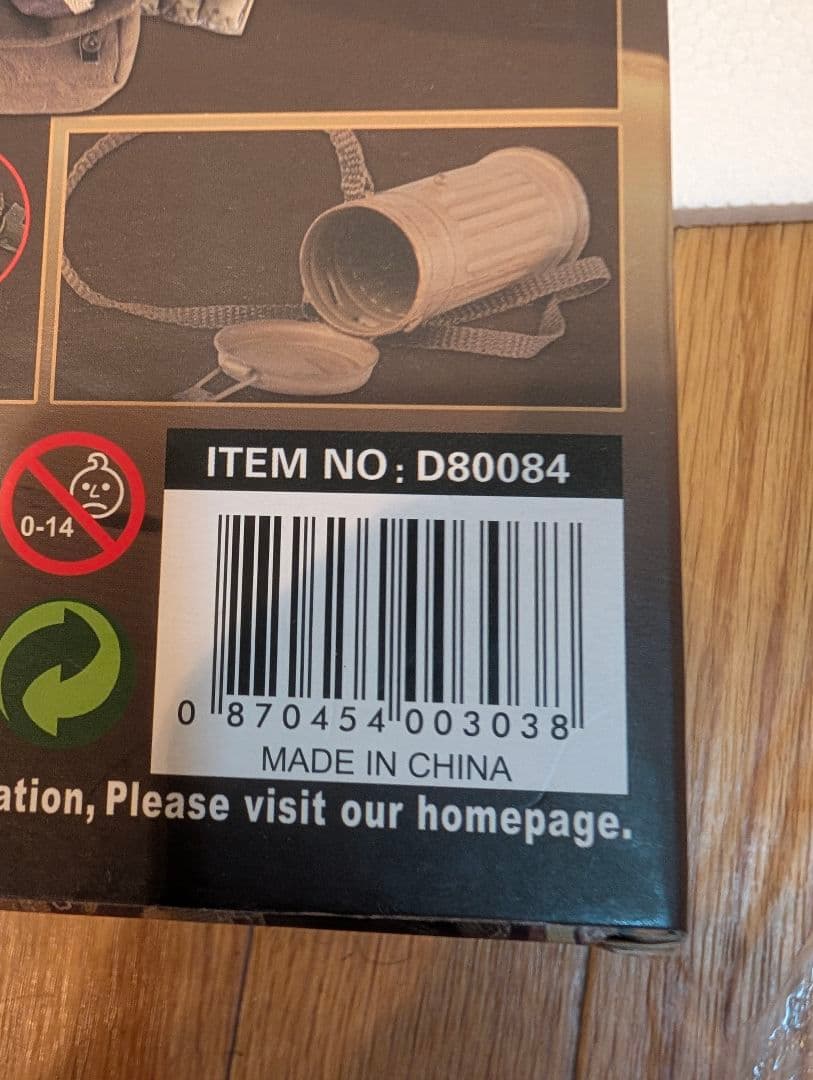 ITEM NO: D80084
0-14
0 870454 003038
MADE IN CHINA
ation, Please visit our homepage.